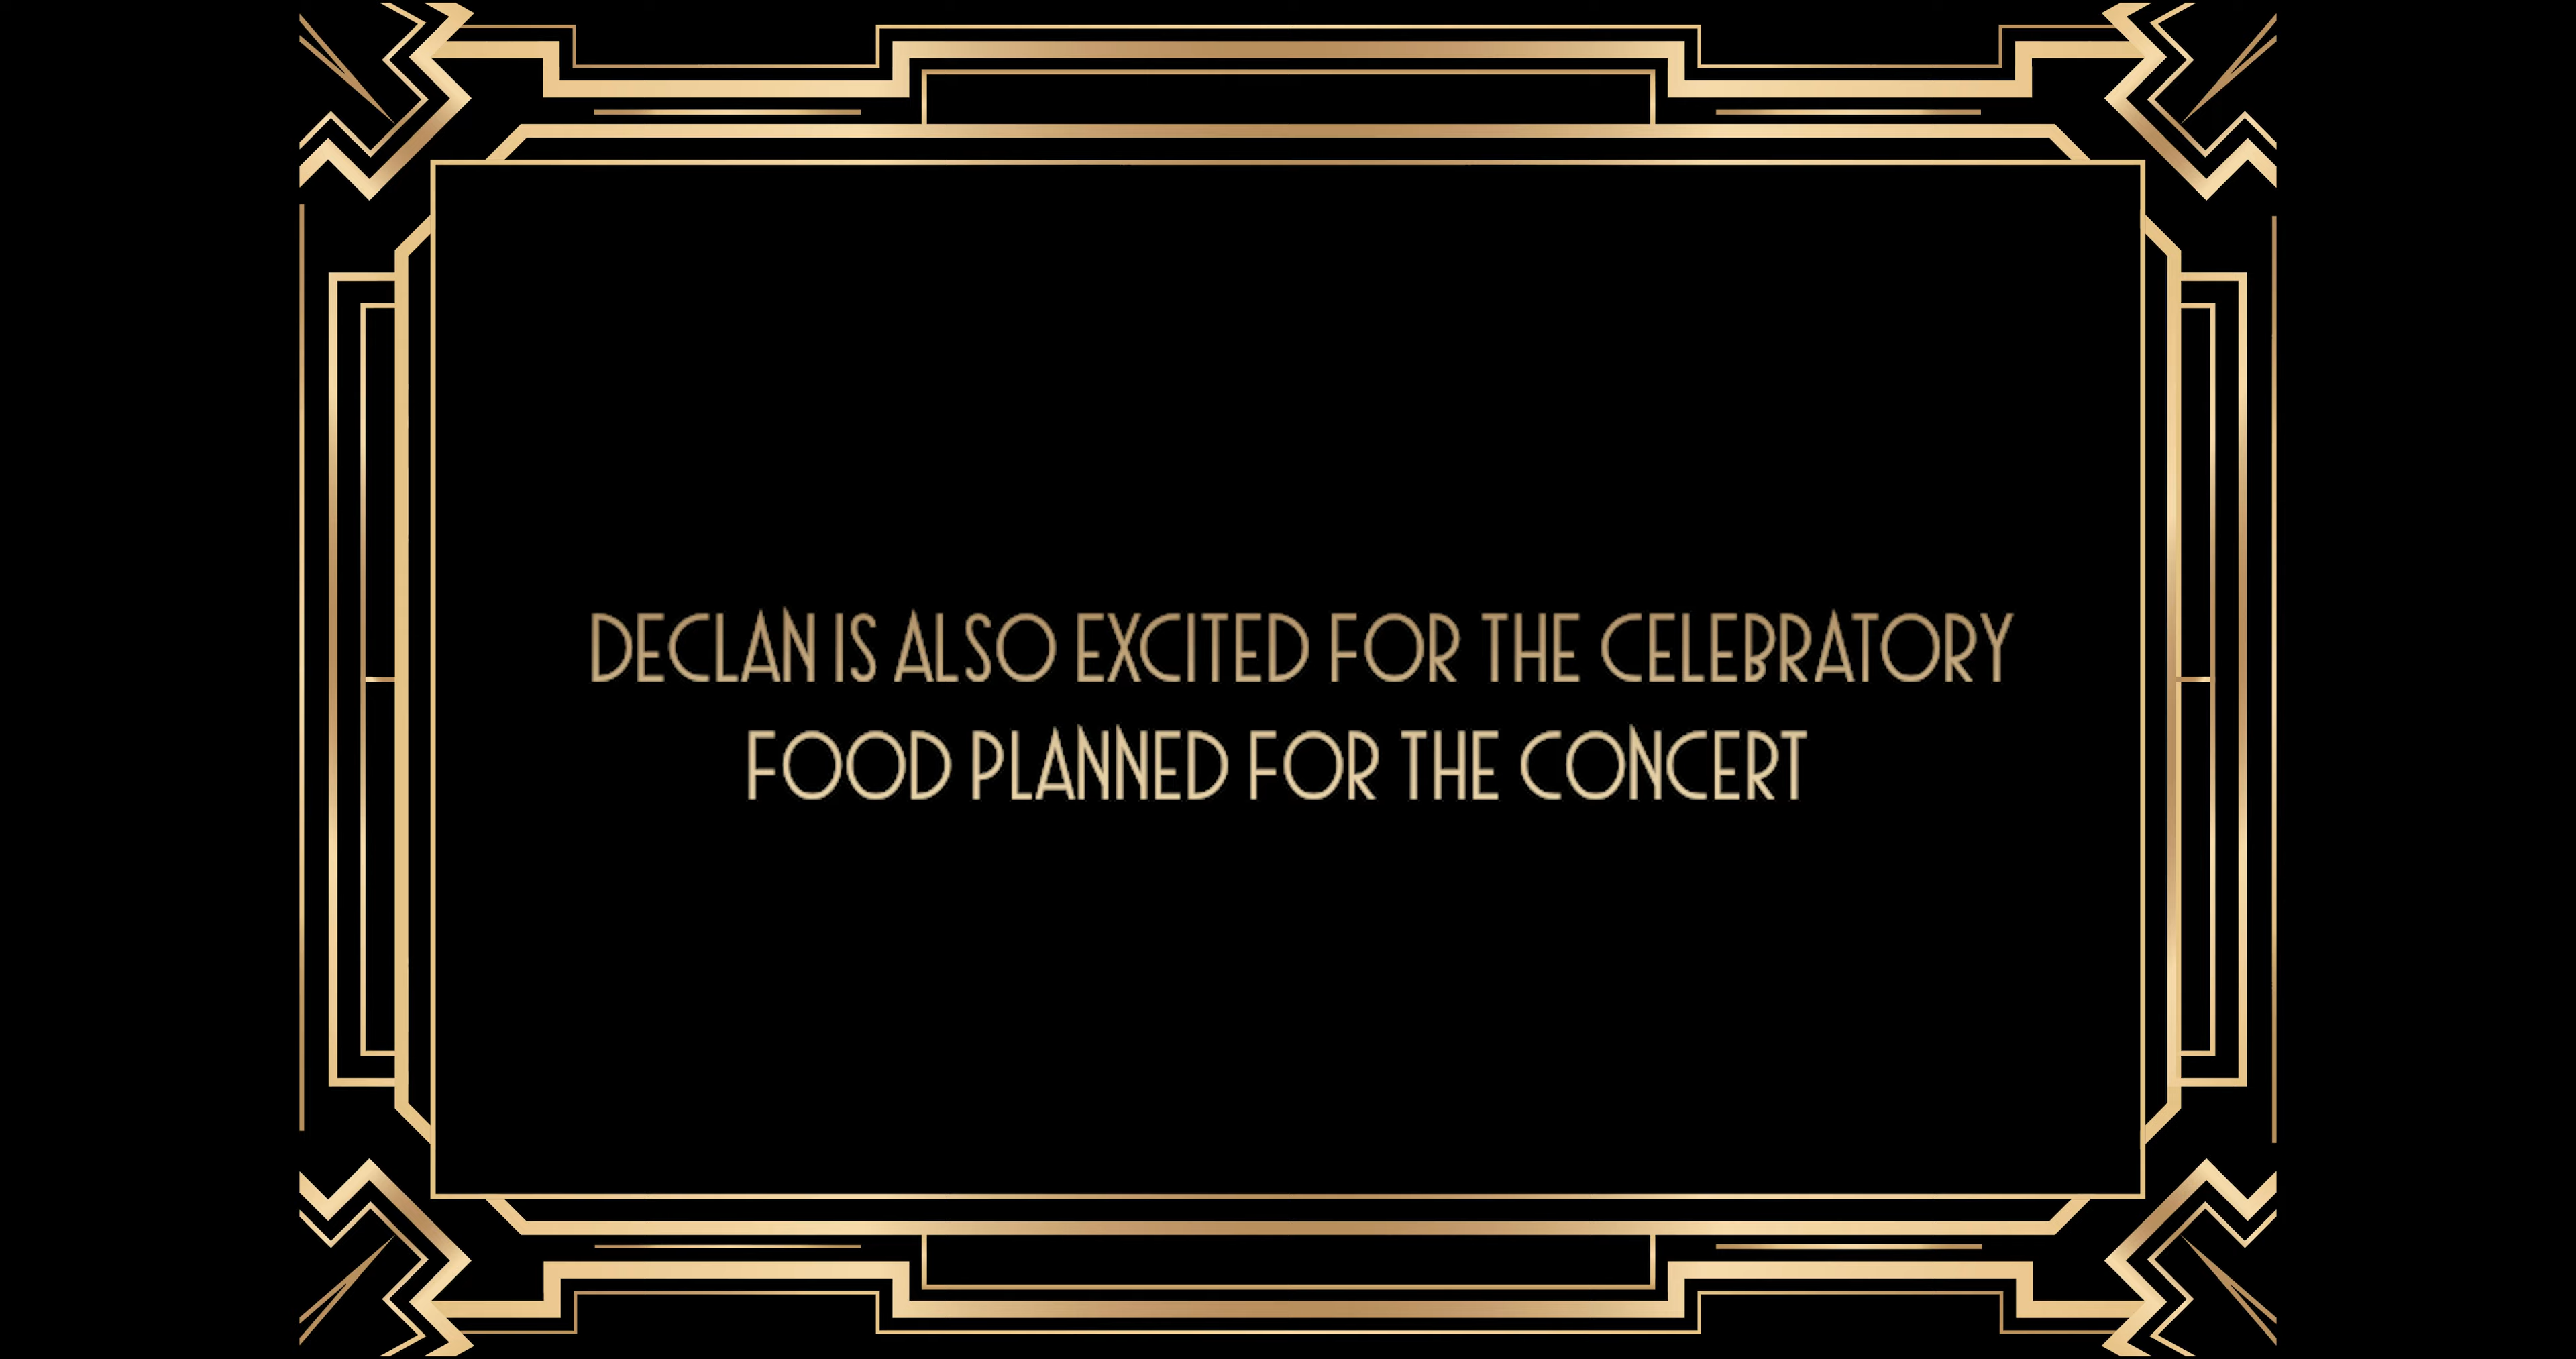 DECLAN IS ALSO EXCITED FOR THE CELEBRATORY
FOOD PLANNED FOR THE CONCERT